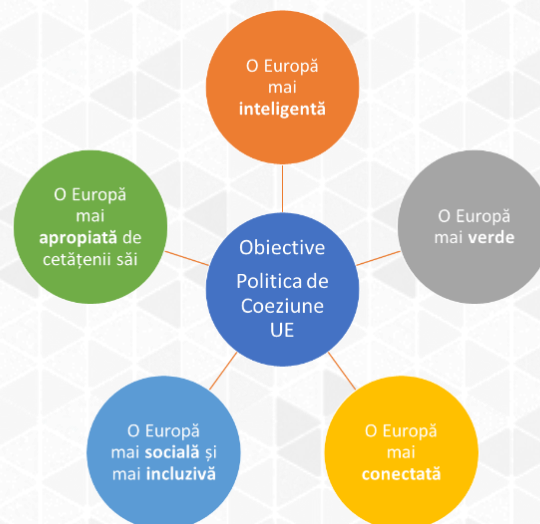 O Europă
mai
inteligentă
O Europă
mai
apropiată de
cetățenii săi
O Europă
mai verde
Obiective
Politica de
Coeziune
UE
O Europă
mai socială și
mai incluzivă
O Europă
mai
conectată